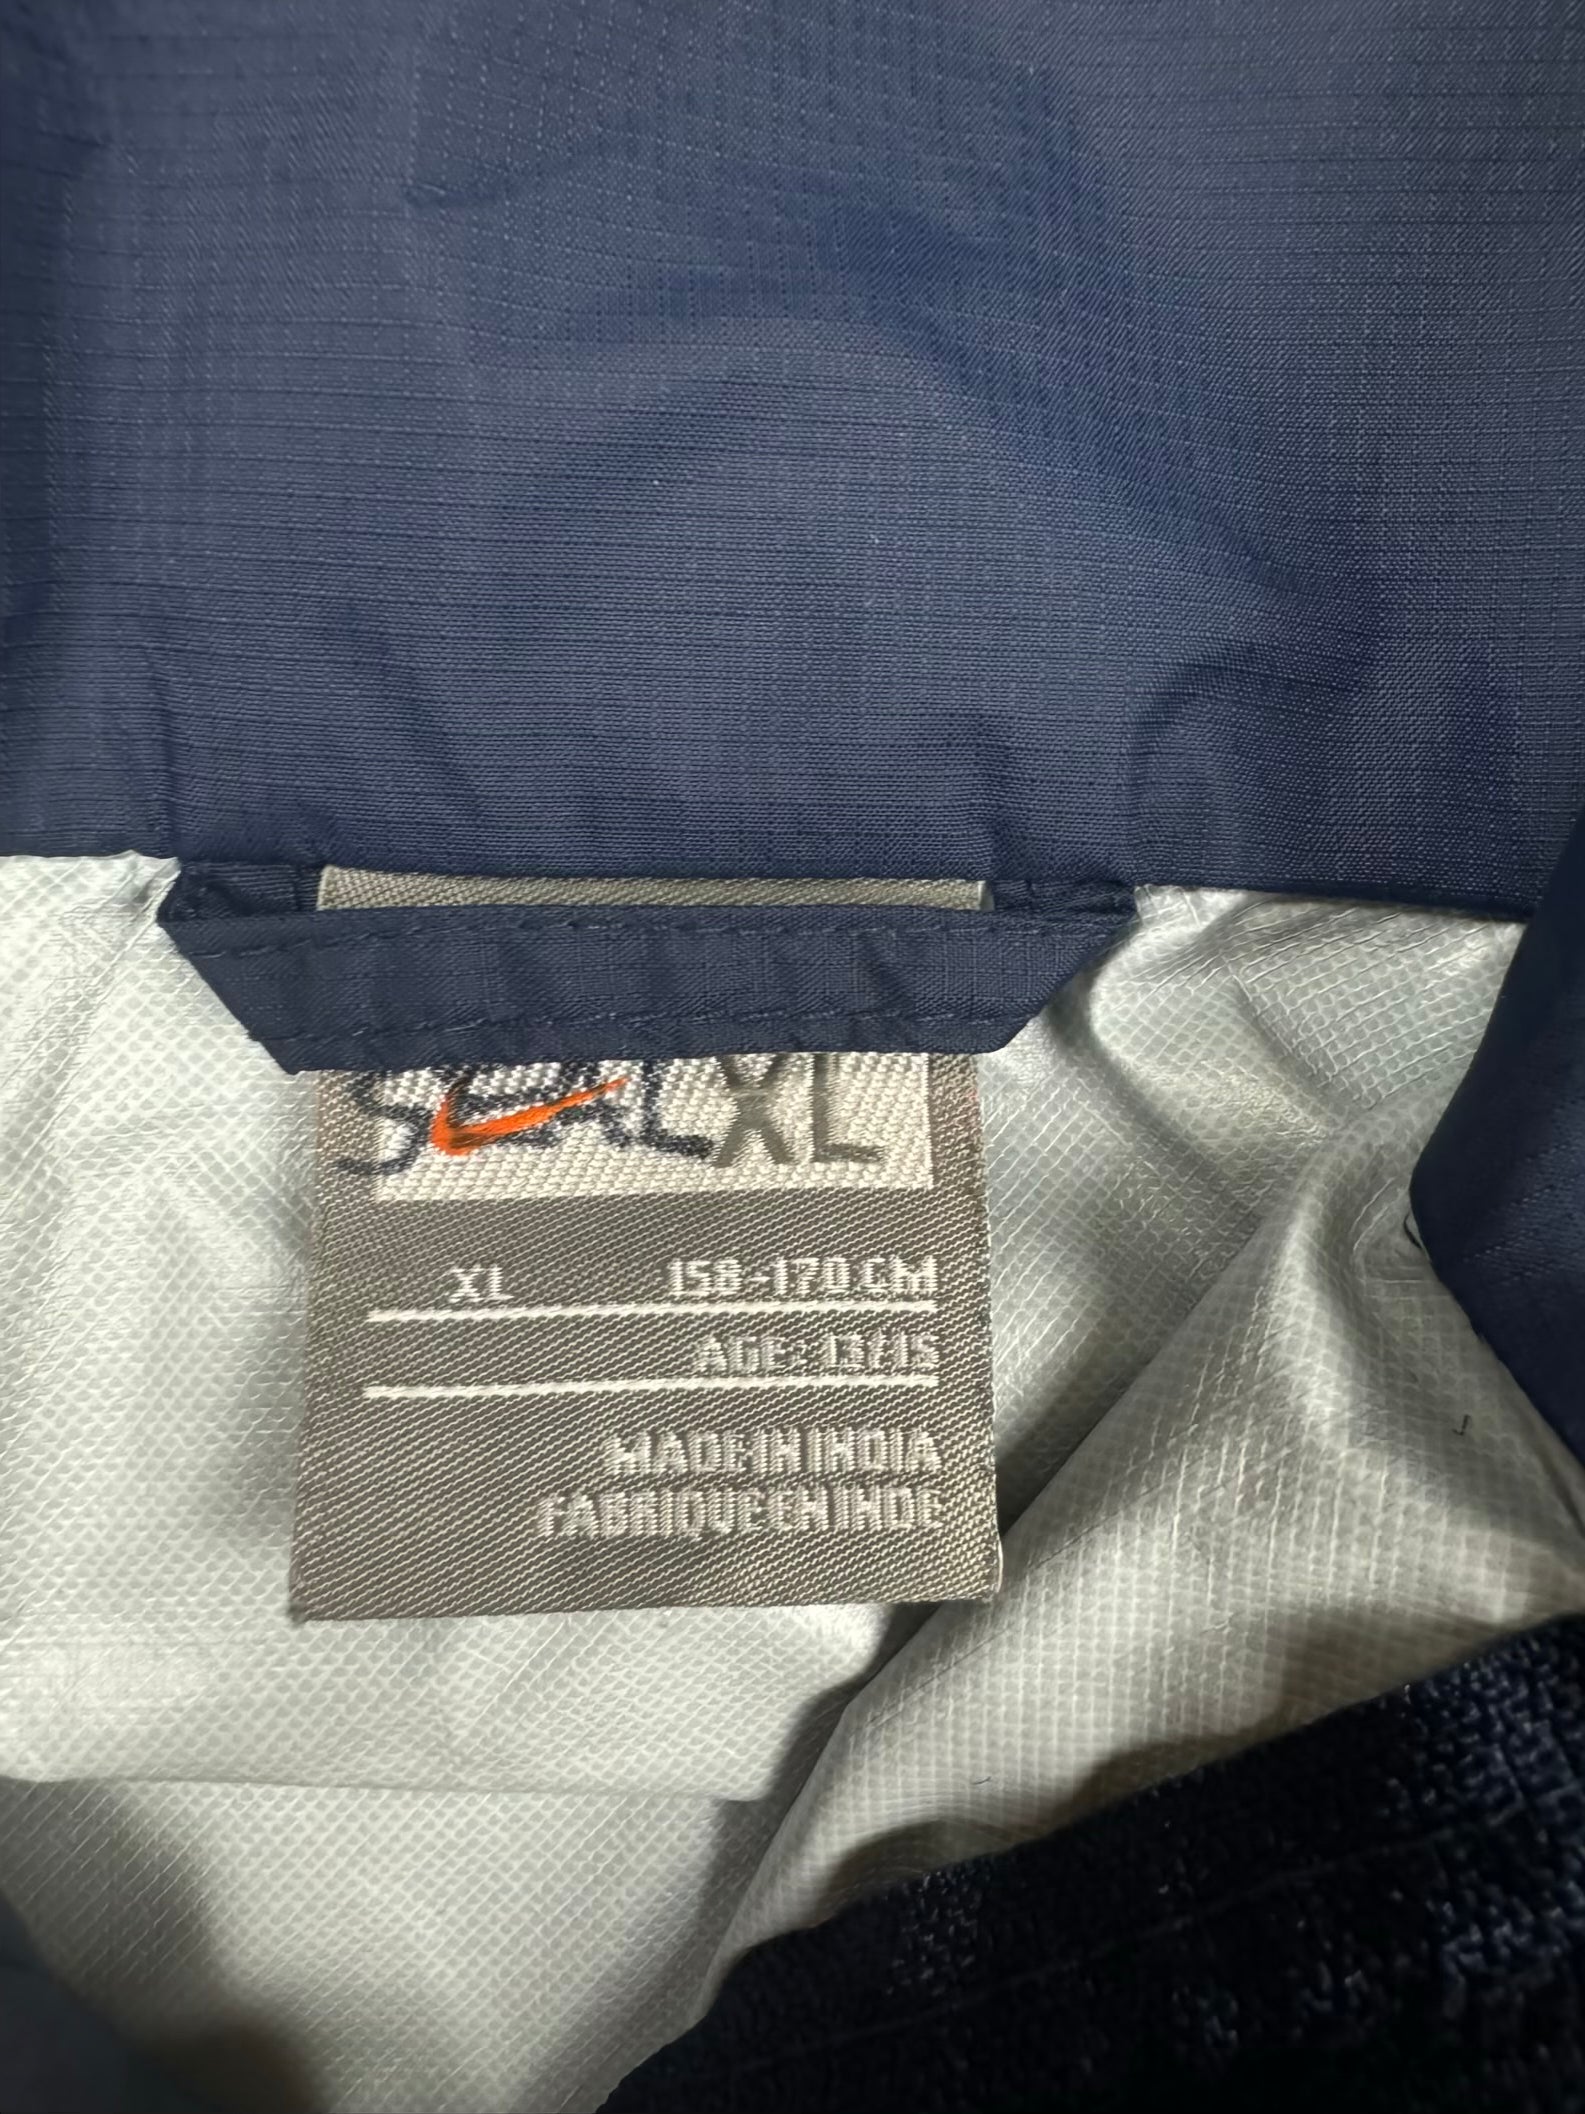 XL
XL 158-170 CM
AGE: 13/15
MADE IN INDIA
FABRIQUE EN INDE